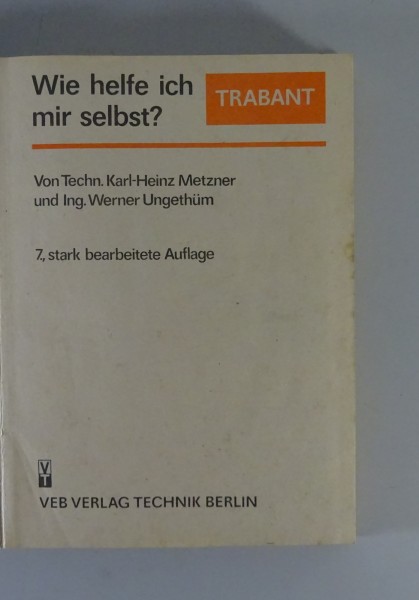 Wie helfe ich
mir selbst?
TRABANT
Von Techn. Karl-Heinz Metzner
und Ing. Werner Ungethüm
7., stark bearbeitete Auflage
VT
VEB VERLAG TECHNIK BERLIN